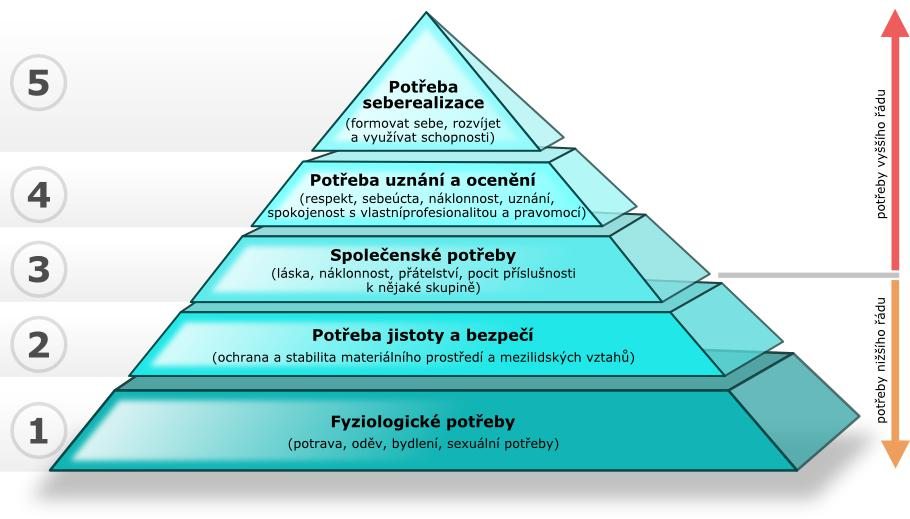 5
Potřeba
seberealizace
(formovat sebe, rozvíjet
a využívat schopnosti)
4
Potřeba uznání a ocenění
(respekt, sebeúcta, náklonnost, uznání,
spokojenost s vlastníprofesionalitou a pravomocí)
3
Společenské potřeby
(láska, náklonnost, přátelství, pocit příslušnosti
k nějaké skupině)
2
Potřeba jistoty a bezpečí
(ochrana a stabilita materiálního prostředí a mezilidských vztahů)
1
Fyziologické potřeby
(potrava, oděv, bydlení, sexuální potřeby)
potřeby vyššího řádu
potřeby nižšího řádu